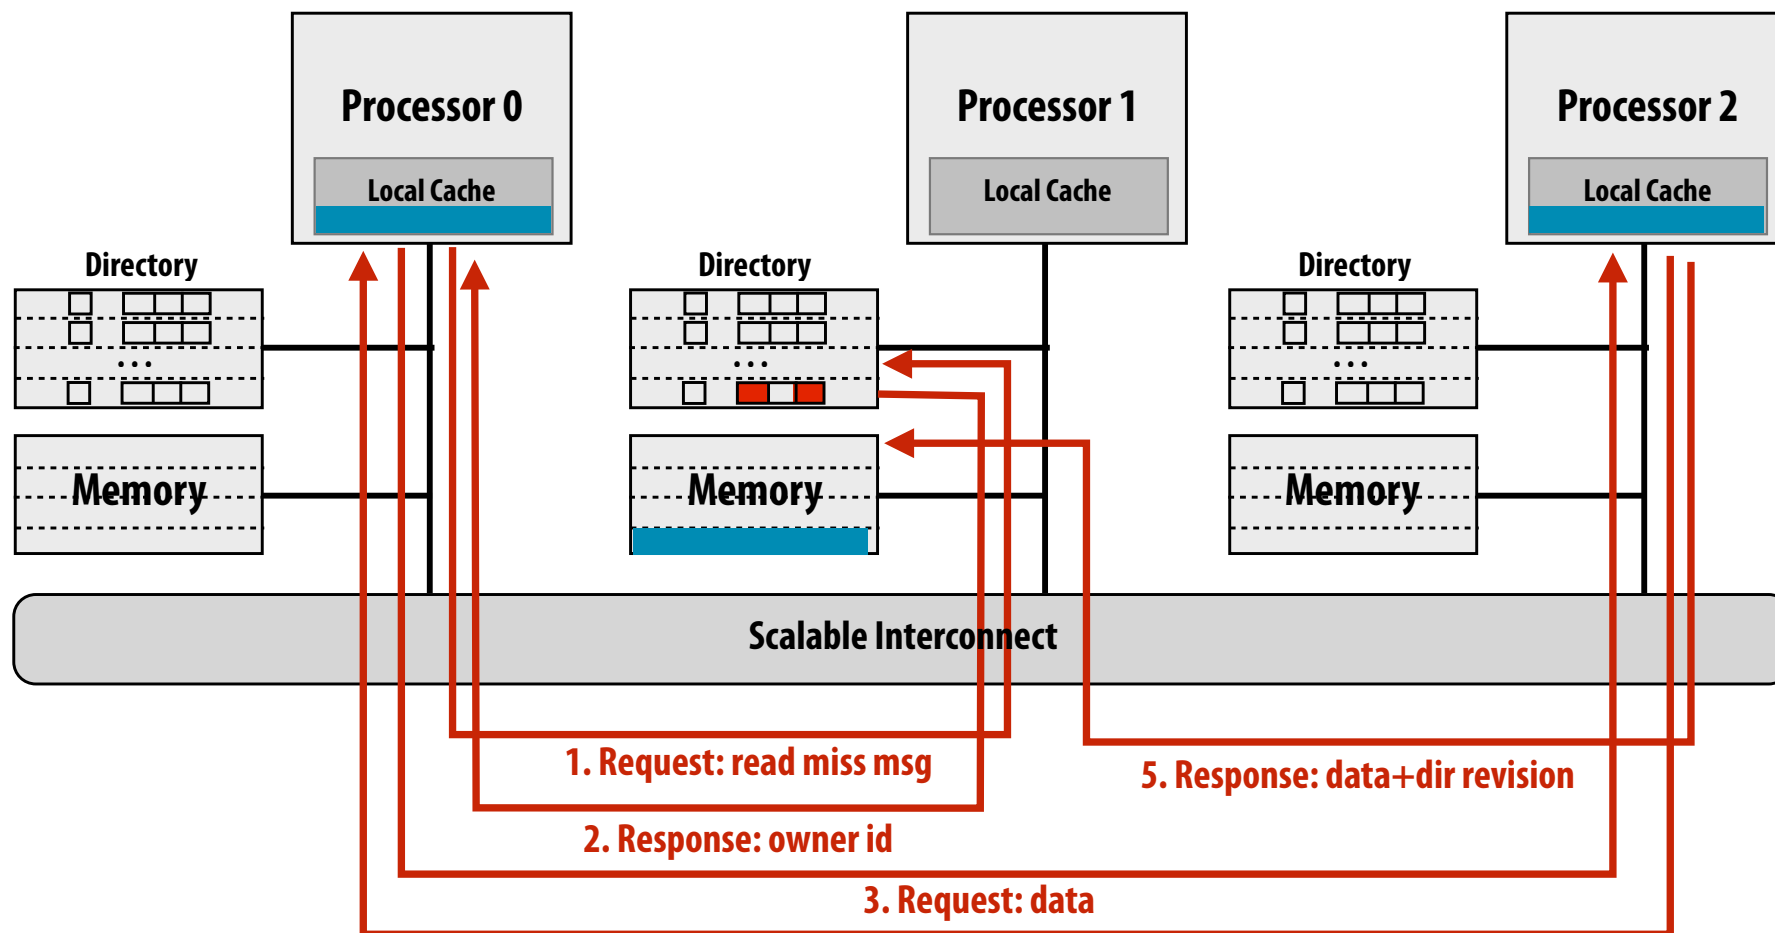 Processor 0
Processor 1
Processor 2
Local Cache
Local Cache
Local Cache
Directory
Directory
Directory
...
...
...
Memory
Memory
Memory
Scalable Interconnect
1. Request: read miss msg
5. Response: data+dir revision
2. Response: owner id
3. Request: data